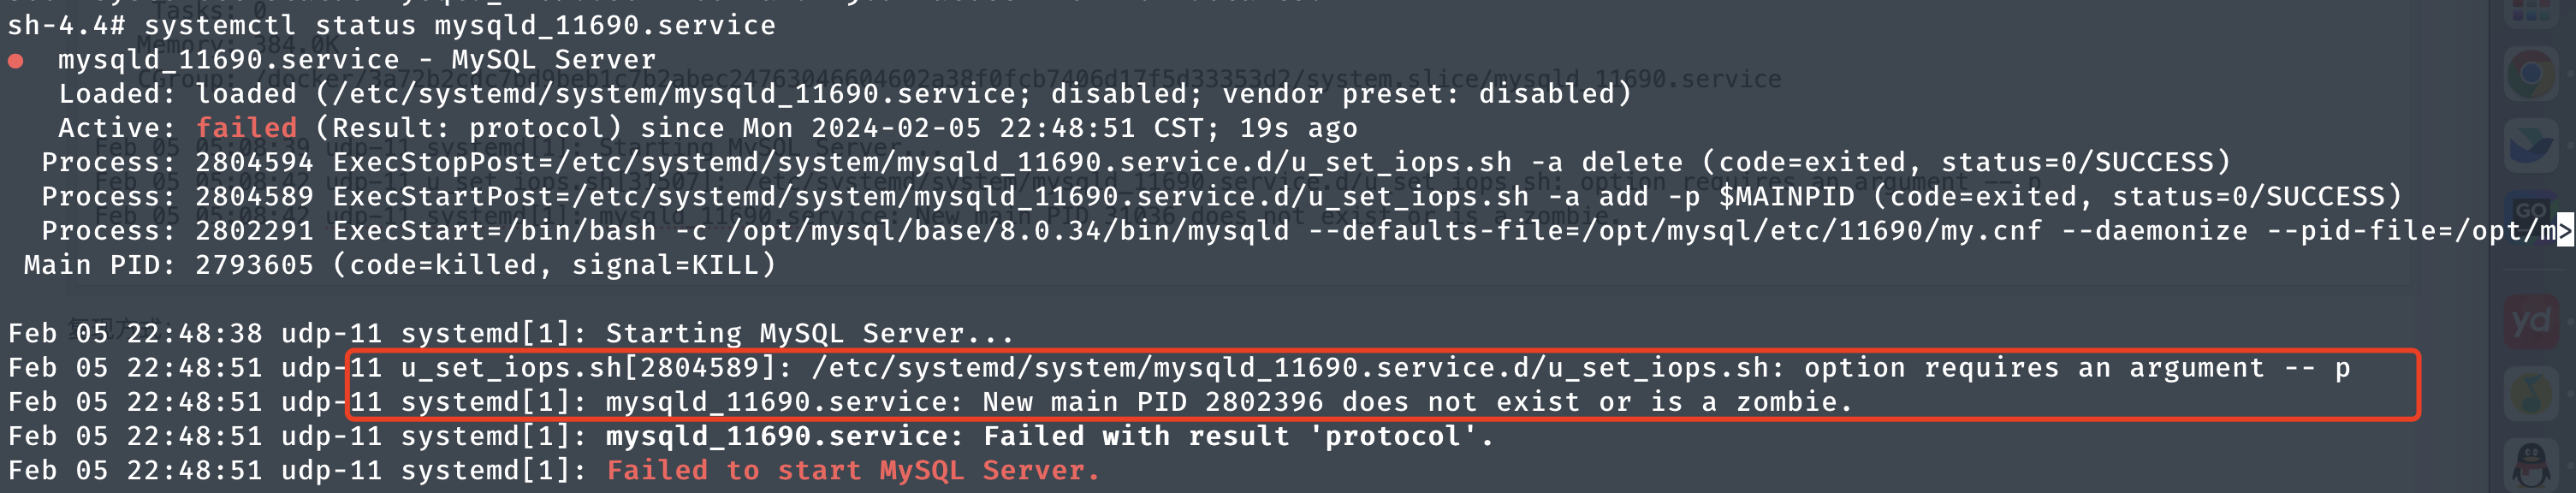 Tasks: 0
sh-4.4# systemctl status mysqld_11690.service
Memory: 384.0K
● mysqld_11690.service - MySQL Server
Loaded: loaded (/etc/systemd/system/mysqld_11690.service; disabled; vendor preset: disabled)
Active: failed (Result: protocol) since Mon 2024-02-05 22:48:51 CST; 19s ago
Process: 2804594 ExecStopPost=/etc/systemd/system/mysqld_11690.service.d/u_set_iops.sh -a delete (code=exited, status=0/SUCCESS)
Process: 2804589 ExecStartPost=/etc/systemd/system/mysqld_11690.service.d/u_set_iops.sh -a add -p $MAINPID (code=exited, status=0/SUCCESS)
Process: 2802291 ExecStart=/bin/bash -c /opt/mysql/base/8.0.34/bin/mysqld --defaults-file=/opt/mysql/etc/11690/my.cnf --daemonize --pid-file=/opt/m>
Main PID: 2793605 (code=killed, signal=KILL)
Feb 05 22:48:38 udp-11 systemd[1]: Starting MySQL Server...
Feb 05 22:48:51 udp-11 u_set_iops.sh[2804589]: /etc/systemd/system/mysqld_11690.service.d/u_set_iops.sh: option requires an argument -- p
Feb 05 22:48:51 udp-11 systemd[1]: mysqld_11690.service: New main PID 2802396 does not exist or is a zombie.
Feb 05 22:48:51 udp-11 systemd[1]: mysqld_11690.service: Failed with result 'protocol'.
Feb 05 22:48:51 udp-11 systemd[1]: Failed to start MySQL Server.
GO
yd